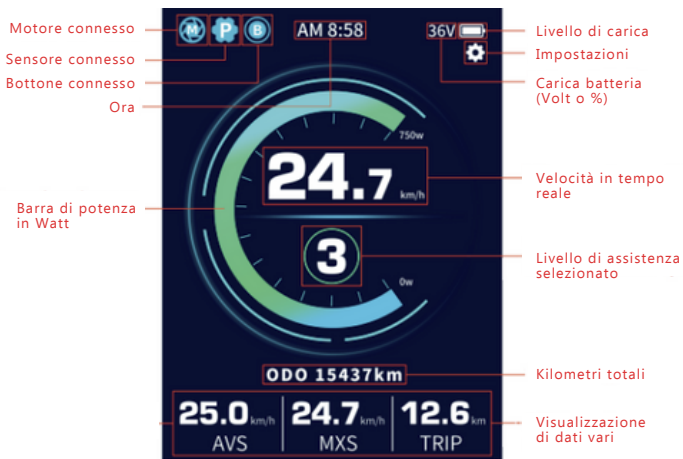 Motore connesso
Sensore connesso
Bottone connesso
Ora
Barra di potenza
in Watt
M
P
B
AM 8:58
36V
750w
24.7 km/h
3
0w
ODO 15437km
25.0 km/h
AVS
24.7 km/h
MXS
12.6 km
TRIP
Livello di carica
Impostazioni
Carica batteria
(Volt o %)
Velocità in tempo
reale
Livello di assistenza
selezionato
Kilometri totali
Visualizzazione
di dati vari